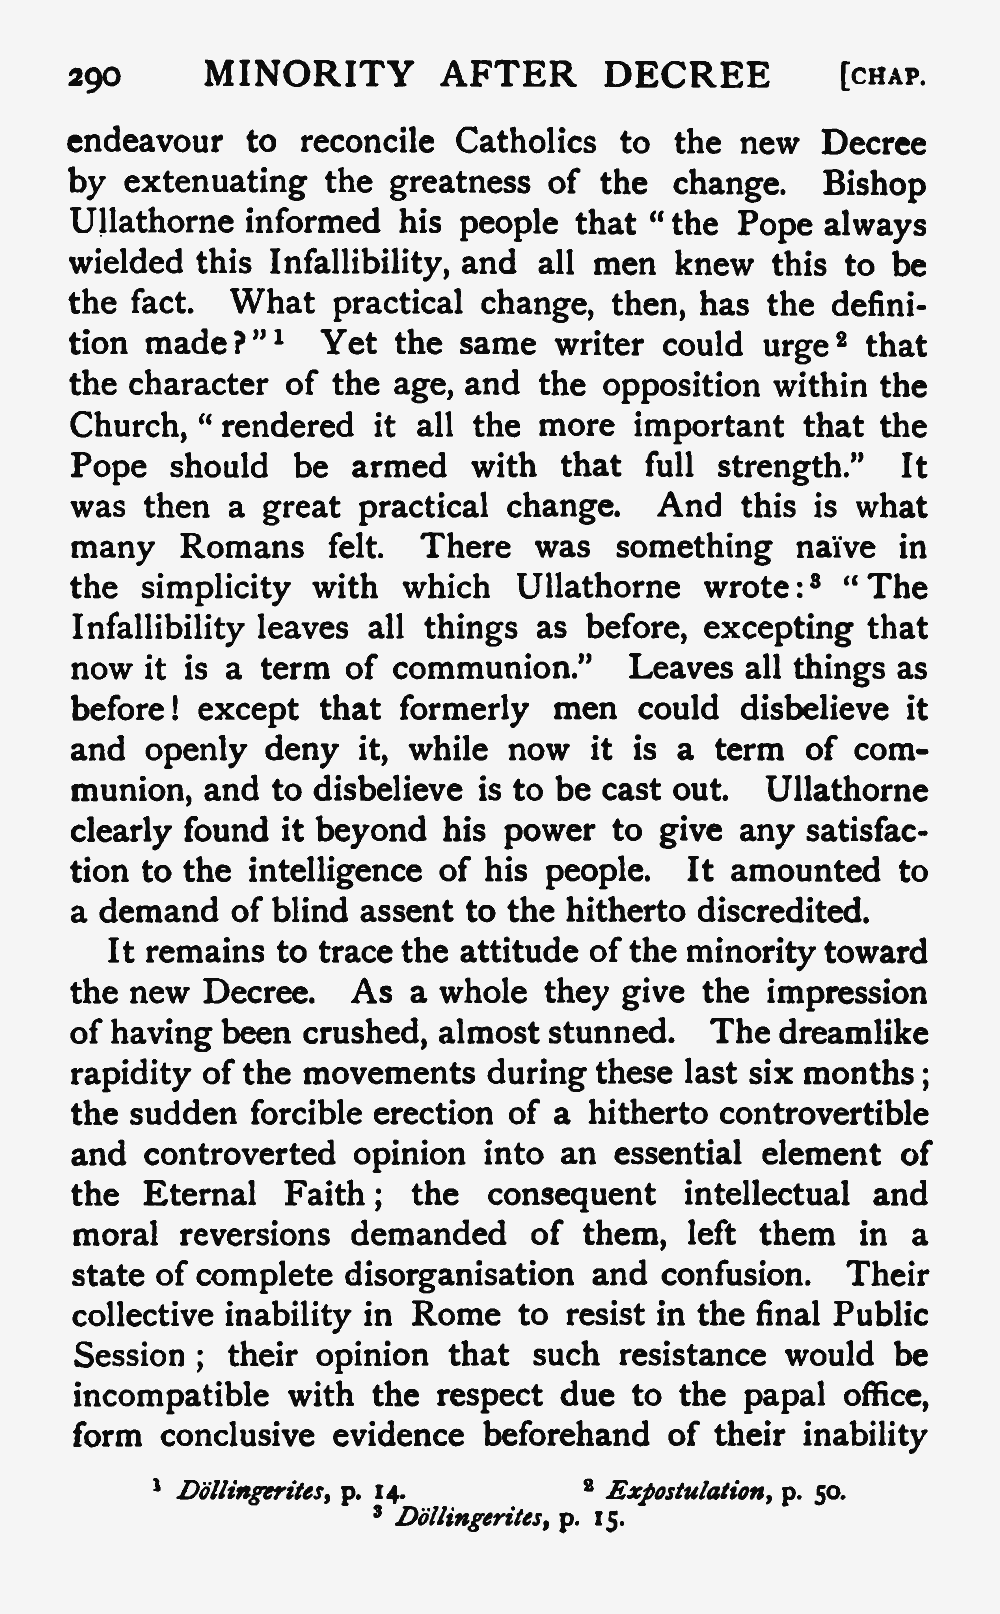 290 MINORITY AFTER DECREE [CHAP.
endeavour to reconcile Catholics to the new Decree
by extenuating the greatness of the change. Bishop
Ullathorne informed his people that “the Pope always
wielded this Infallibility, and all men knew this to be
the fact. What practical change, then, has the defini-
tion made?”¹ Yet the same writer could urge² that
the character of the age, and the opposition within the
Church, “rendered it all the more important that the
Pope should be armed with that full strength.” It
was then a great practical change. And this is what
many Romans felt. There was something naïve in
the simplicity with which Ullathorne wrote:³ “The
Infallibility leaves all things as before, excepting that
now it is a term of communion.” Leaves all things as
before! except that formerly men could disbelieve it
and openly deny it, while now it is a term of com-
munion, and to disbelieve is to be cast out. Ullathorne
clearly found it beyond his power to give any satisfac-
tion to the intelligence of his people. It amounted to
a demand of blind assent to the hitherto discredited.
It remains to trace the attitude of the minority toward
the new Decree. As a whole they give the impression
of having been crushed, almost stunned. The dreamlike
rapidity of the movements during these last six months;
the sudden forcible erection of a hitherto controvertible
and controverted opinion into an essential element of
the Eternal Faith; the consequent intellectual and
moral reversions demanded of them, left them in a
state of complete disorganisation and confusion. Their
collective inability in Rome to resist in the final Public
Session; their opinion that such resistance would be
incompatible with the respect due to the papal office,
form conclusive evidence beforehand of their inability
¹ Döllingerites, p. 14. ² Expostulation, p. 50.
³ Döllingerites, p. 15.